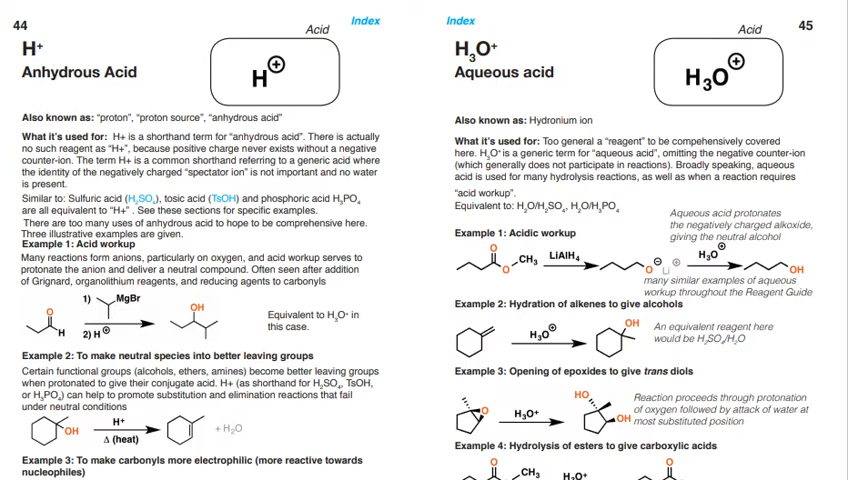 44
Index
Acid
H+
Anhydrous Acid
H⊕
Also known as: “proton”, “proton source”, “anhydrous acid”
What it's used for: H+ is a shorthand term for “anhydrous acid”. There is actually
no such reagent as “H+”, because positive charge never exists without a negative
counter-ion. The term H+ is a common shorthand referring to a generic acid where
the identity of the negatively charged “spectator ion” is not important and no water
is present.
Similar to: Sulfuric acid (H2SO4), tosic acid (TsOH) and phosphoric acid H3PO4
are all equivalent to “H+” . See these sections for specific examples.
There are too many uses of anhydrous acid to hope to be comprehensive here.
Three illustrative examples are given.
Example 1: Acid workup
Many reactions form anions, particularly on oxygen, and acid workup serves to
protonate the anion and deliver a neutral compound. Often seen after addition
of Grignard, organolithium reagents, and reducing agents to carbonyls
O
H
1)
MgBr
2) H⊕
OH
Equivalent to H3O+ in
this case.
Example 2: To make neutral species into better leaving groups
Certain functional groups (alcohols, ethers, amines) become better leaving groups
when protonated to give their conjugate acid. H+ (as shorthand for H2SO4, TsOH,
or H3PO4) can help to promote substitution and elimination reactions that fail
under neutral conditions
OH
H+
Δ (heat)
+ H2O
Example 3: To make carbonyls more electrophilic (more reactive towards
nucleophiles)
Index
45
Acid
H3O+
Aqueous acid
H3O⊕
Also known as: Hydronium ion
What it's used for: Too general a “reagent” to be compehensively covered
here. H3O+ is a generic term for “aqueous acid”, omitting the negative counter-ion
(which generally does not participate in reactions). Broadly speaking, aqueous
acid is used for many hydrolysis reactions, as well as when a reaction requires
“acid workup”.
Equivalent to: H2O/H2SO4, H2O/H3PO4
Aqueous acid protonates
the negatively charged alkoxide,
giving the neutral alcohol
Example 1: Acidic workup
O
O
CH3
LiAlH4
O⊖
Li⊕
H3O⊕
OH
many similar examples of aqueous
workup throughout the Reagent Guide
Example 2: Hydration of alkenes to give alcohols
H3O⊕
OH
An equivalent reagent here
would be H2SO4/H2O
Example 3: Opening of epoxides to give trans diols
O
H3O+
HO
OH
Reaction proceeds through protonation
of oxygen followed by attack of water at
most substituted position
Example 4: Hydrolysis of esters to give carboxylic acids
O
CH3
H3O+
O